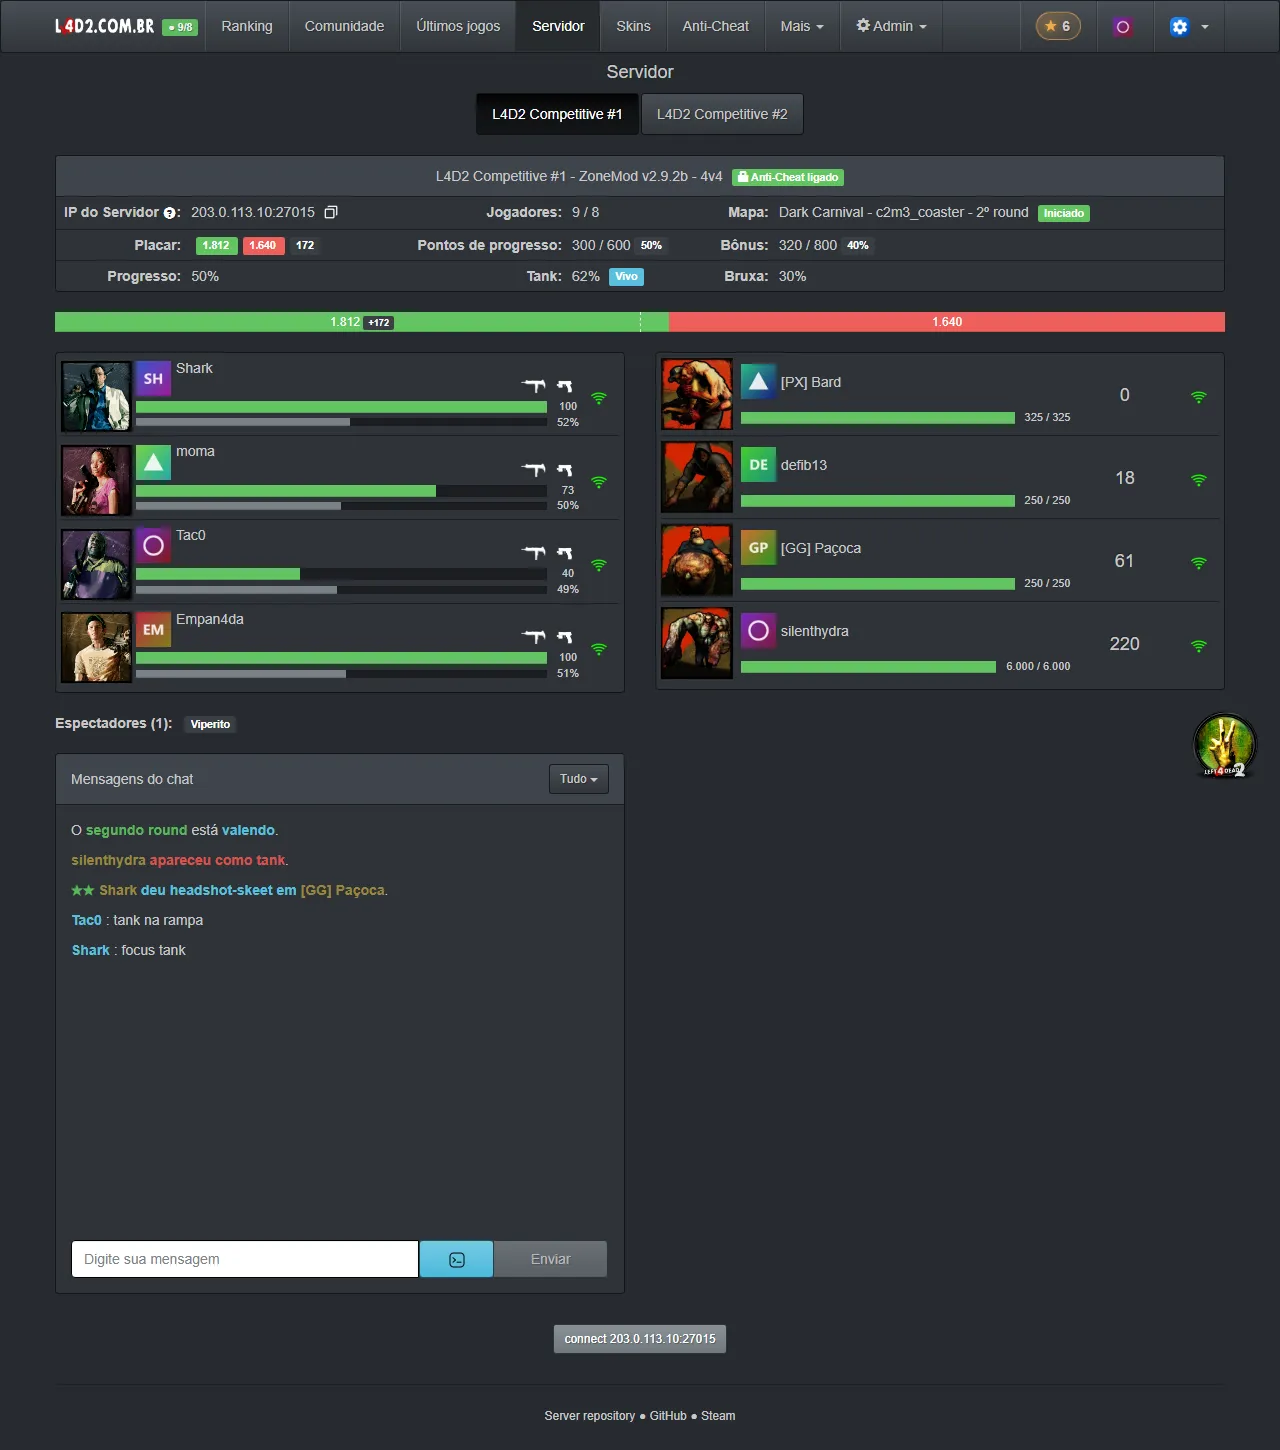 L4D2.COM.BR ● 9/8 Ranking Comunidade Últimos jogos Servidor Skins Anti-Cheat Mais Admin ★ 6
Servidor
L4D2 Competitive #1 L4D2 Competitive #2
L4D2 Competitive #1 - ZoneMod v2.9.2b - 4v4 Anti-Cheat ligado
IP do Servidor ?: 203.0.113.10:27015 Jogadores: 9 / 8 Mapa: Dark Carnival - c2m3_coaster - 2º round Iniciado
Placar: 1.812 1.640 172 Pontos de progresso: 300 / 600 50% Bônus: 320 / 800 40%
Progresso: 50% Tank: 62% Vivo Bruxa: 30%
1.812 +172 1.640
SH Shark
100
52%
moma
73
50%
Tac0
40
49%
EM Empan4da
100
51%
[PX] Bard 0
325 / 325
DE defib13 18
250 / 250
GP [GG] Paçoca 61
250 / 250
silenthydra 220
6.000 / 6.000
Espectadores (1): Viperito
LEFT 4 DEAD 2
Mensagens do chat Tudo
O segundo round está valendo.
silenthydra apareceu como tank.
★★ Shark deu headshot-skeet em [GG] Paçoca.
Tac0 : tank na rampa
Shark : focus tank
Digite sua mensagem Enviar
connect 203.0.113.10:27015
Server repository ● GitHub ● Steam